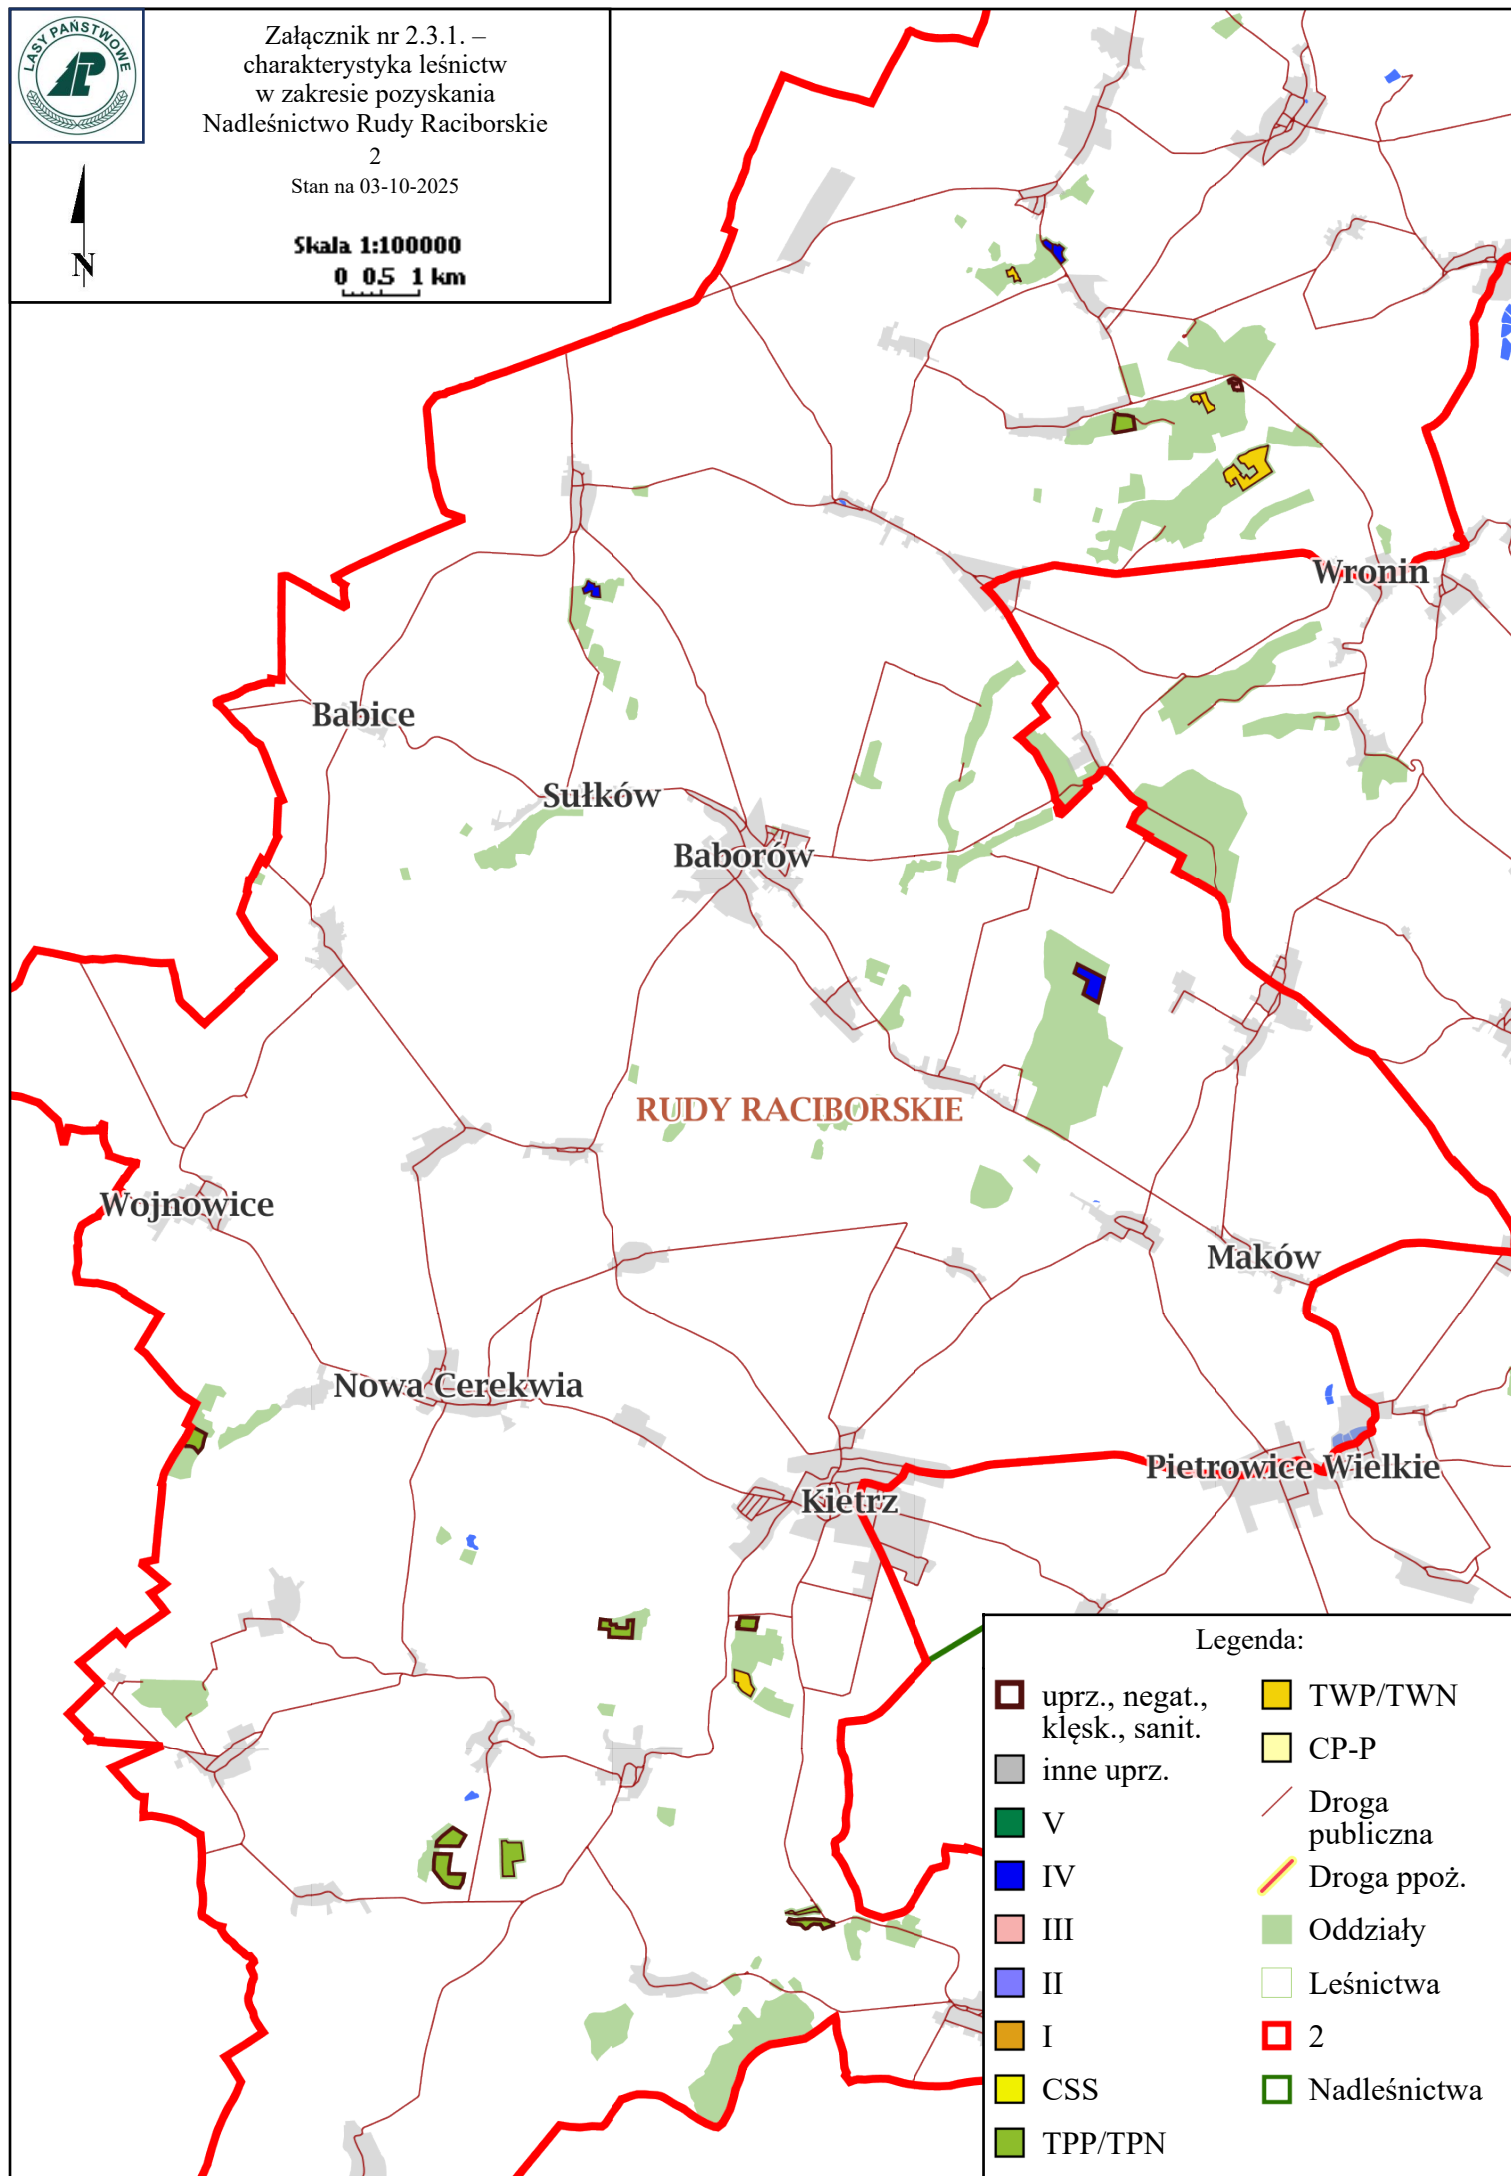 LASY PAŃSTWOWE
Załącznik nr 2.3.1. –
charakterystyka leśnictw
w zakresie pozyskania
Nadleśnictwo Rudy Raciborskie
2
Stan na 03-10-2025
N
Skala 1:100000
0 0.5 1 km
Wronin
Babice
Sułków
Baborów
RUDY RACIBORSKIE
Wojnowice
Maków
Nowa Cerekwia
Pietrowice Wielkie
Kietrz
Legenda:
uprz., negat.,
klęsk., sanit.
inne uprz.
V
IV
III
II
I
CSS
TPP/TPN
TWP/TWN
CP-P
Droga
publiczna
Droga ppoż.
Oddziały
Leśnictwa
2
Nadleśnictwa